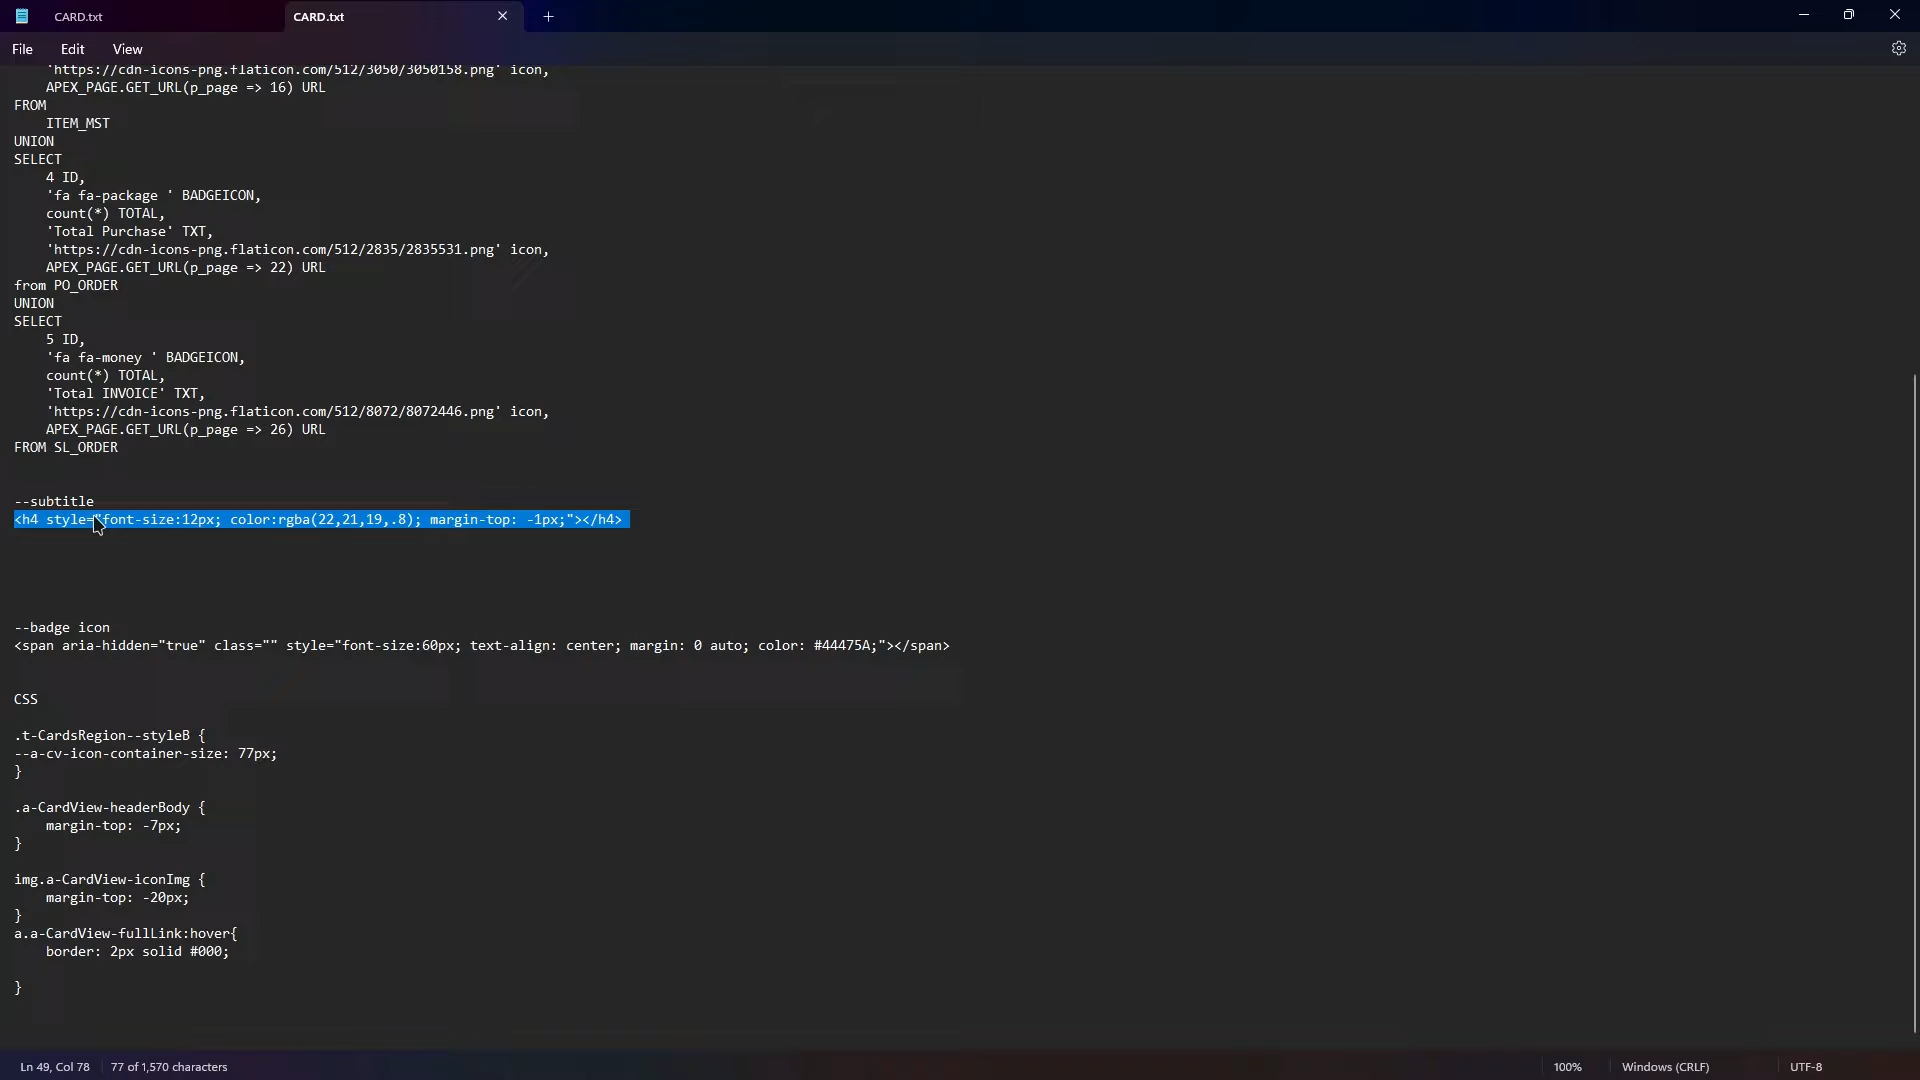 CARD.txt
CARD.txt
File Edit View
'https://cdn-icons-png.flaticon.com/512/3050/3050158.png' icon,
APEX_PAGE.GET_URL(p_page => 16) URL
FROM
ITEM_MST
UNION
SELECT
4 ID,
'fa fa-package ' BADGEICON,
count(*) TOTAL,
'Total Purchase' TXT,
'https://cdn-icons-png.flaticon.com/512/2835/2835531.png' icon,
APEX_PAGE.GET_URL(p_page => 22) URL
from PO_ORDER
UNION
SELECT
5 ID,
'fa fa-money ' BADGEICON,
count(*) TOTAL,
'Total INVOICE' TXT,
'https://cdn-icons-png.flaticon.com/512/8072/8072446.png' icon,
APEX_PAGE.GET_URL(p_page => 26) URL
FROM SL_ORDER
--subtitle
<h4 style="font-size:12px; color:rgba(22,21,19,.8); margin-top: -1px;"></h4>
--badge icon
<span aria-hidden="true" class="" style="font-size:60px; text-align: center; margin: 0 auto; color: #44475A;"></span>
CSS
.t-CardsRegion--styleB {
--a-cv-icon-container-size: 77px;
}
.a-CardView-headerBody {
margin-top: -7px;
}
img.a-CardView-iconImg {
margin-top: -20px;
}
a.a-CardView-fullLink:hover{
border: 2px solid #000;
}
Ln 49, Col 78 77 of 1,570 characters 100% Windows (CRLF) UTF-8